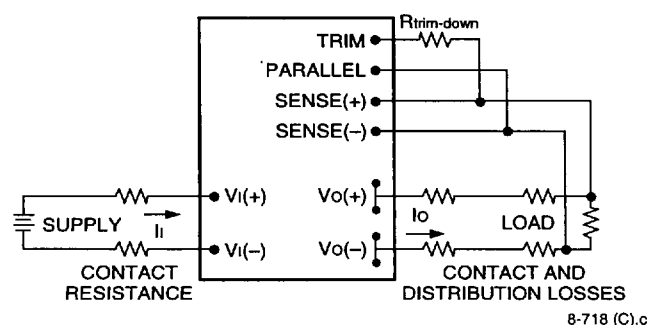 Rtrim-down
TRIM
PARALLEL
SENSE(+)
SENSE(–)
VI(+)
VO(+)
SUPPLY
II
IO
LOAD
VI(–)
VO(–)
CONTACT
RESISTANCE
CONTACT AND
DISTRIBUTION LOSSES
8-718 (C).c